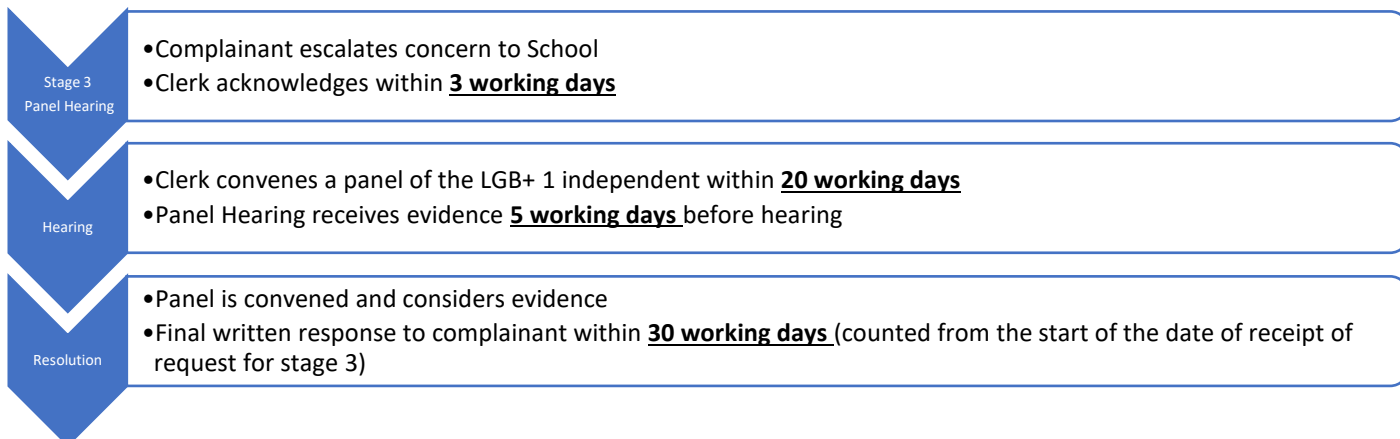 Stage 3
Panel Hearing
•Complainant escalates concern to School
•Clerk acknowledges within 3 working days
Hearing
•Clerk convenes a panel of the LGB+ 1 independent within 20 working days
•Panel Hearing receives evidence 5 working days before hearing
Resolution
•Panel is convened and considers evidence
•Final written response to complainant within 30 working days (counted from the start of the date of receipt of
request for stage 3)